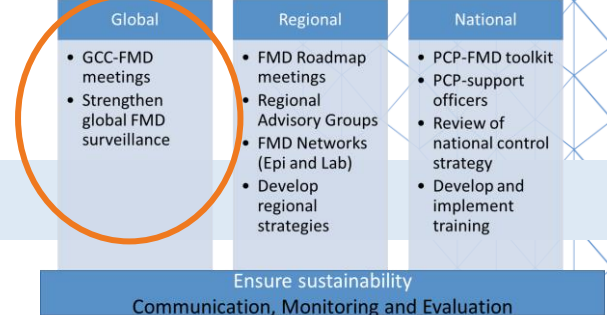 Global
• GCC-FMD
meetings
• Strengthen
global FMD
surveillance
Regional
• FMD Roadmap
meetings
• Regional
Advisory Groups
• FMD Networks
(Epi and Lab)
• Develop
regional
strategies
National
• PCP-FMD toolkit
• PCP-support
officers
• Review of
national control
strategy
• Develop and
implement
training
Ensure sustainability
Communication, Monitoring and Evaluation